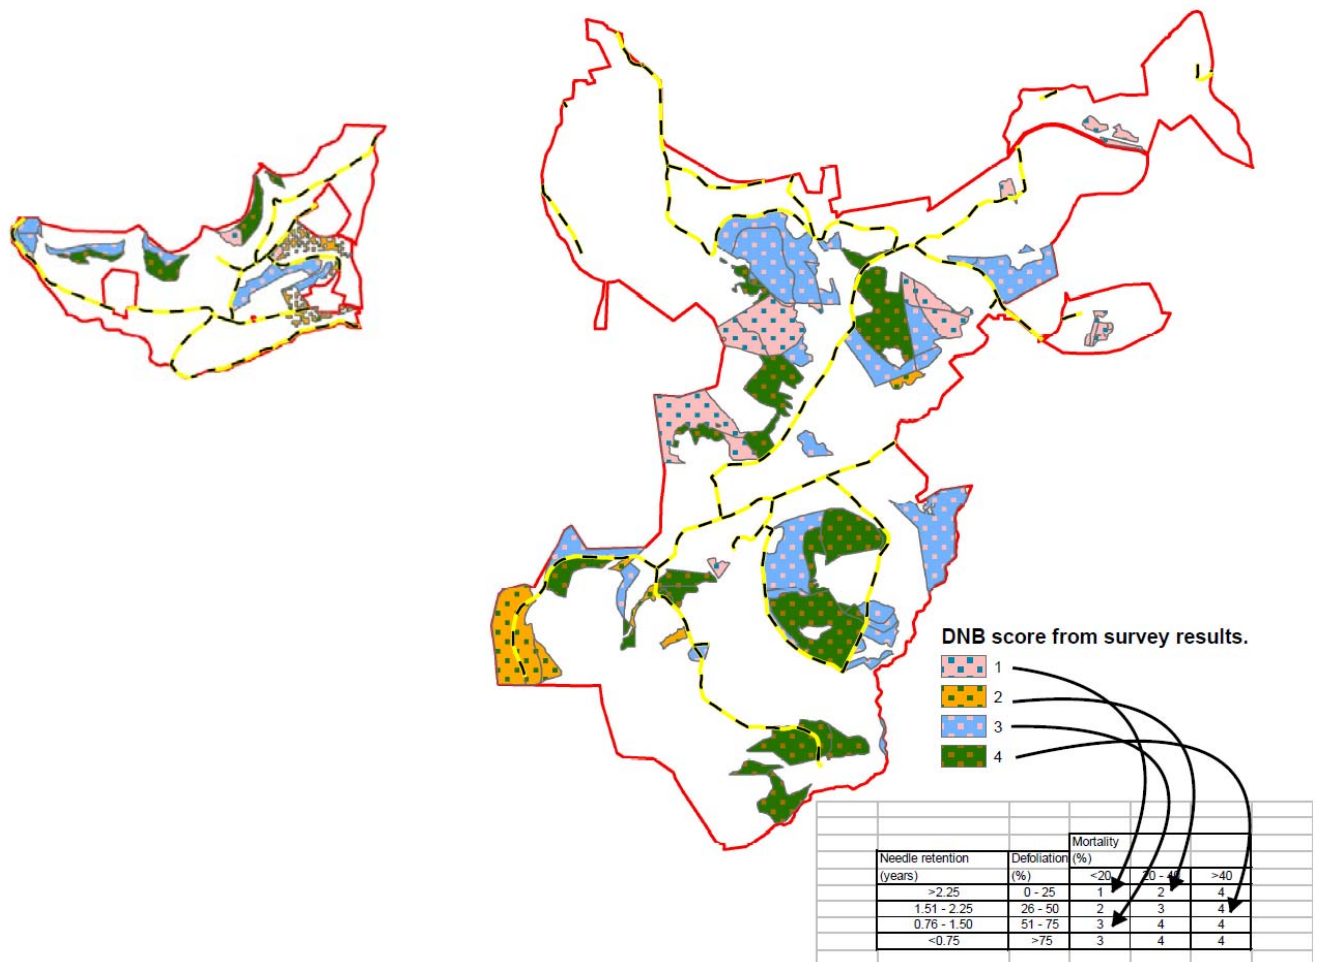 DNB score from survey results.
1
2
3
4
Mortality
Needle retention Defoliation (%)
(years) (%) <20 20 - 40 >40
>2.25 0 - 25 1 2 4
1.51 - 2.25 26 - 50 2 3 4
0.76 - 1.50 51 - 75 3 4 4
<0.75 >75 3 4 4